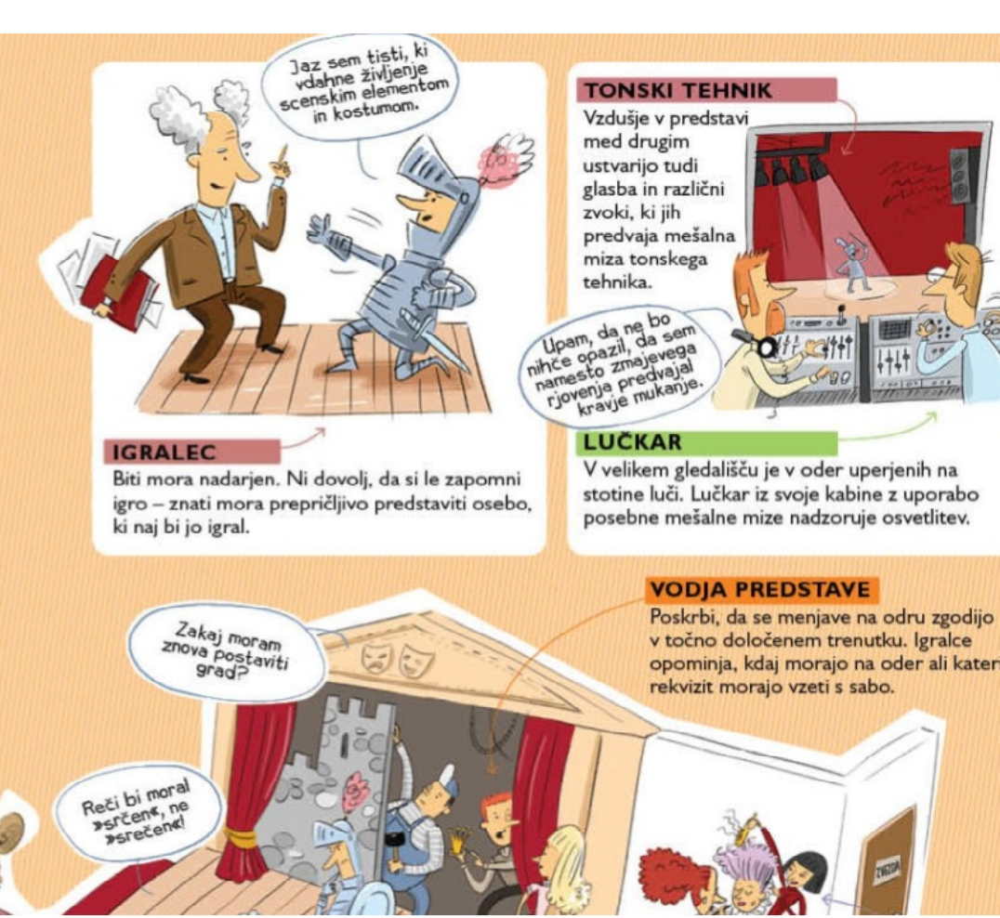 Jaz sem tisti, ki
vdahne življenje
scenskim elementom
in kostumom.
IGRALEC
Biti mora nadarjen. Ni dovolj, da si le zapomni
igro – znati mora prepričljivo predstaviti osebo,
ki naj bi jo igral.
TONSKI TEHNIK
Vzdušje v predstavi
med drugim
ustvarijo tudi
glasba in različni
zvoki, ki jih
predvaja mešalna
miza tonskega
tehnika.
Upam, da ne bo
nihče opazil, da sem
namesto zmajevega
rjovenja predvajal
kravje mukanje.
LUČKAR
V velikem gledališču je v oder uperjenih na
stotine luči. Lučkar iz svoje kabine z uporabo
posebne mešalne mize nadzoruje osvetlitev.
VODJA PREDSTAVE
Poskrbi, da se menjave na odru zgodijo
v točno določenem trenutku. Igralce
opominja, kdaj morajo na oder ali kateri
rekvizit morajo vzeti s sabo.
Zakaj moram
znova postaviti
grad?
Reči bi moral
»srčen«, ne
»srečen«!
ZVEZDA